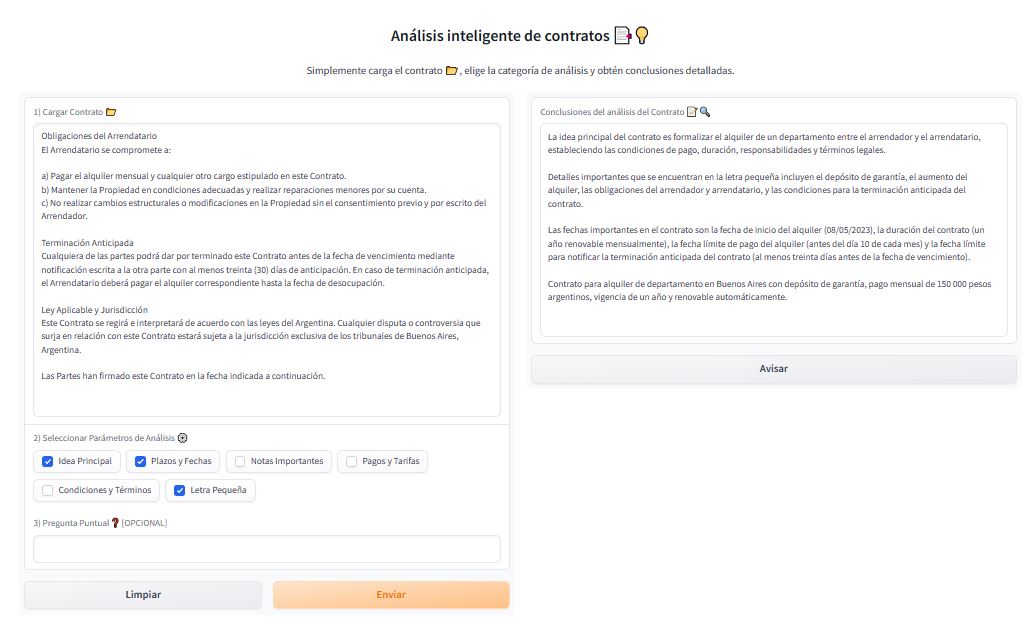 Análisis inteligente de contratos
Simplemente carga el contrato , elige la categoría de análisis y obtén conclusiones detalladas.
1) Cargar Contrato
Obligaciones del Arrendatario
El Arrendatario se compromete a:
a) Pagar el alquiler mensual y cualquier otro cargo estipulado en este Contrato.
b) Mantener la Propiedad en condiciones adecuadas y realizar reparaciones menores por su cuenta.
c) No realizar cambios estructurales o modificaciones en la Propiedad sin el consentimiento previo y por escrito del
Arrendador.
Terminación Anticipada
Cualquiera de las partes podrá dar por terminado este Contrato antes de la fecha de vencimiento mediante
notificación escrita a la otra parte con al menos treinta (30) días de anticipación. En caso de terminación anticipada,
el Arrendatario deberá pagar el alquiler correspondiente hasta la fecha de desocupación.
Ley Aplicable y Jurisdicción
Este Contrato se regirá e interpretará de acuerdo con las leyes del Argentina. Cualquier disputa o controversia que
surja en relación con este Contrato estará sujeta a la jurisdicción exclusiva de los tribunales de Buenos Aires,
Argentina.
Las Partes han firmado este Contrato en la fecha indicada a continuación.
2) Seleccionar Parámetros de Análisis
Idea Principal
Plazos y Fechas
Notas Importantes
Pagos y Tarifas
Condiciones y Términos
Letra Pequeña
3) Pregunta Puntual ❓ [OPCIONAL]
Limpiar
Enviar
Conclusiones del análisis del Contrato
La idea principal del contrato es formalizar el alquiler de un departamento entre el arrendador y el arrendatario,
estableciendo las condiciones de pago, duración, responsabilidades y términos legales.
Detalles importantes que se encuentran en la letra pequeña incluyen el depósito de garantía, el aumento del
alquiler, las obligaciones del arrendador y arrendatario, y las condiciones para la terminación anticipada del
contrato.
Las fechas importantes en el contrato son la fecha de inicio del alquiler (08/05/2023), la duración del contrato (un
año renovable mensualmente), la fecha límite de pago del alquiler (antes del día 10 de cada mes) y la fecha límite
para notificar la terminación anticipada del contrato (al menos treinta días antes de la fecha de vencimiento).
Contrato para alquiler de departamento en Buenos Aires con depósito de garantía, pago mensual de 150 000 pesos
argentinos, vigencia de un año y renovable automáticamente.
Avisar